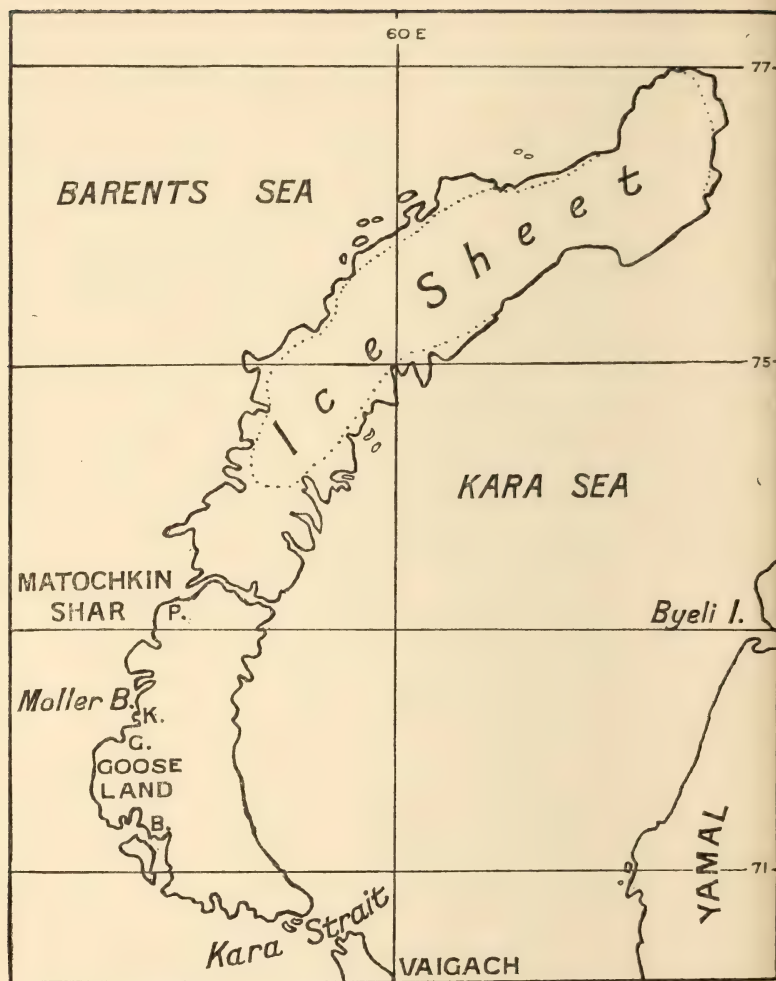 60 E
77
BARENTS SEA
Ice Sheet
75
KARA SEA
MATOCHKIN
SHAR
P.
Byeli I.
Moller B.
K.
G.
GOOSE
LAND
B.
71
YAMAL
Kara Strait
VAIGACH